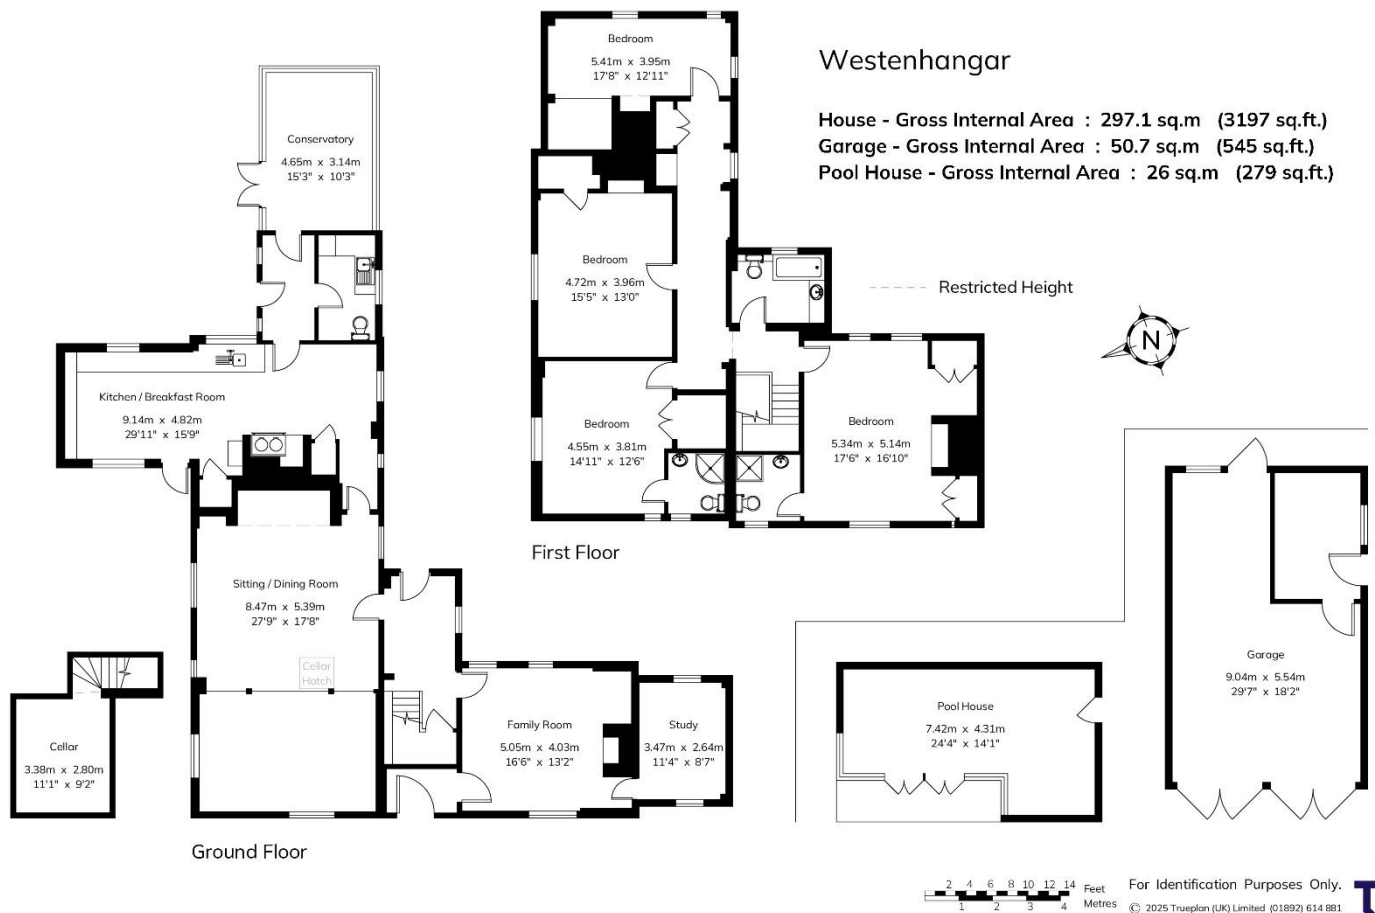 Westenhangar
House - Gross Internal Area : 297.1 sq.m (3197 sq.ft.)
Garage - Gross Internal Area : 50.7 sq.m (545 sq.ft.)
Pool House - Gross Internal Area : 26 sq.m (279 sq.ft.)
Restricted Height
N
Bedroom
5.41m x 3.95m
17'8" x 12'11"
Bedroom
4.72m x 3.96m
15'5" x 13'0"
Bedroom
4.55m x 3.81m
14'11" x 12'6"
Bedroom
5.34m x 5.14m
17'6" x 16'10"
First Floor
Conservatory
4.65m x 3.14m
15'3" x 10'3"
Kitchen / Breakfast Room
9.14m x 4.82m
29'11" x 15'9"
Sitting / Dining Room
8.47m x 5.39m
27'9" x 17'8"
Cellar
Hatch
Cellar
3.38m x 2.80m
11'1" x 9'2"
Family Room
5.05m x 4.03m
16'6" x 13'2"
Study
3.47m x 2.64m
11'4" x 8'7"
Ground Floor
Pool House
7.42m x 4.31m
24'4" x 14'1"
Garage
9.04m x 5.54m
29'7" x 18'2"
2 4 6 8 10 12 14 Feet
1 2 3 4 Metres
For Identification Purposes Only.
© 2025 Trueplan (UK) Limited (01892) 614 881